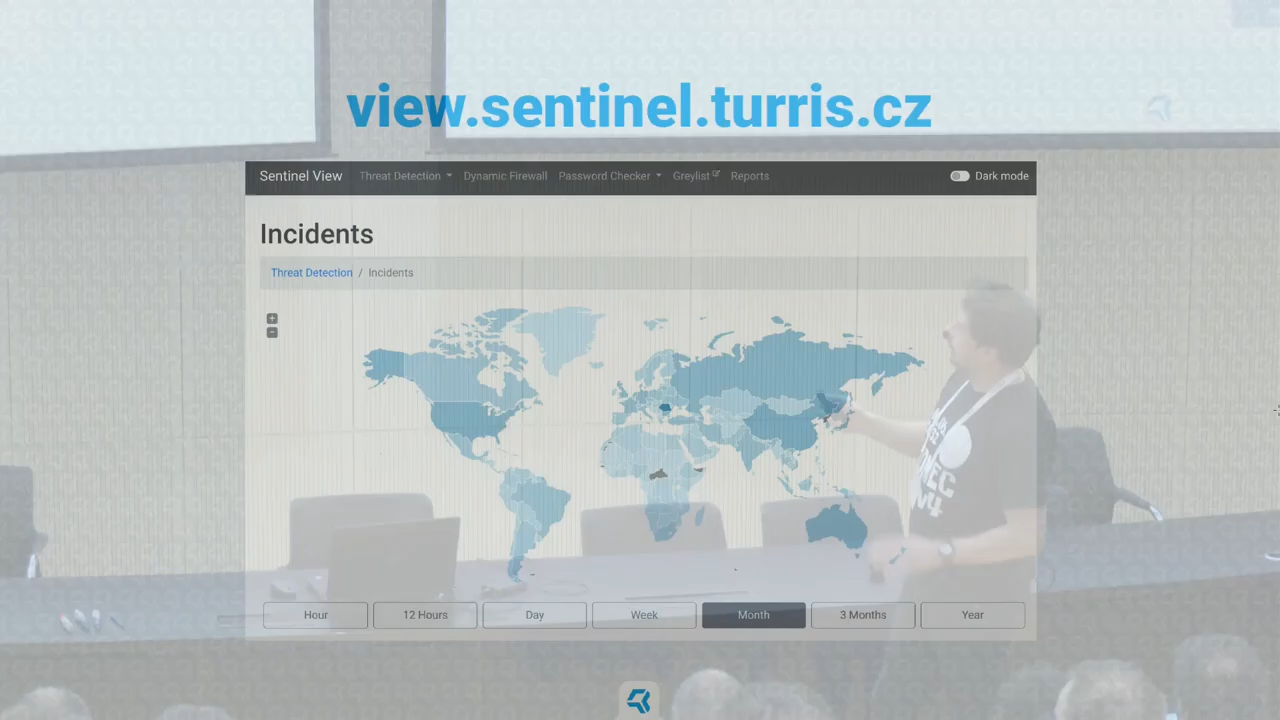 view.sentinel.turris.cz
Sentinel View Threat Detection Dynamic Firewall Password Checker Greylist Reports Dark mode
Incidents
Threat Detection / Incidents
+
-
Hour 12 Hours Day Week Month 3 Months Year